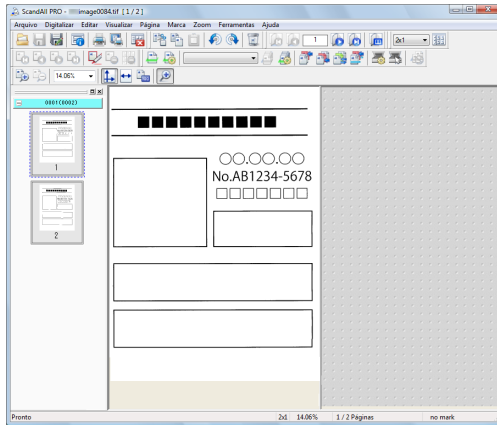 ScandAll PRO - image0084.tif [ 1 / 2 ]
Arquivo Digitalizar Editar Visualizar Página Marca Zoom Ferramentas Ajuda
1
2x1
14.06%
0001(0002)
1
2
○○.○○.○○
No.AB1234-5678
Pronto
2x1 14.06% 1 / 2 Páginas no mark